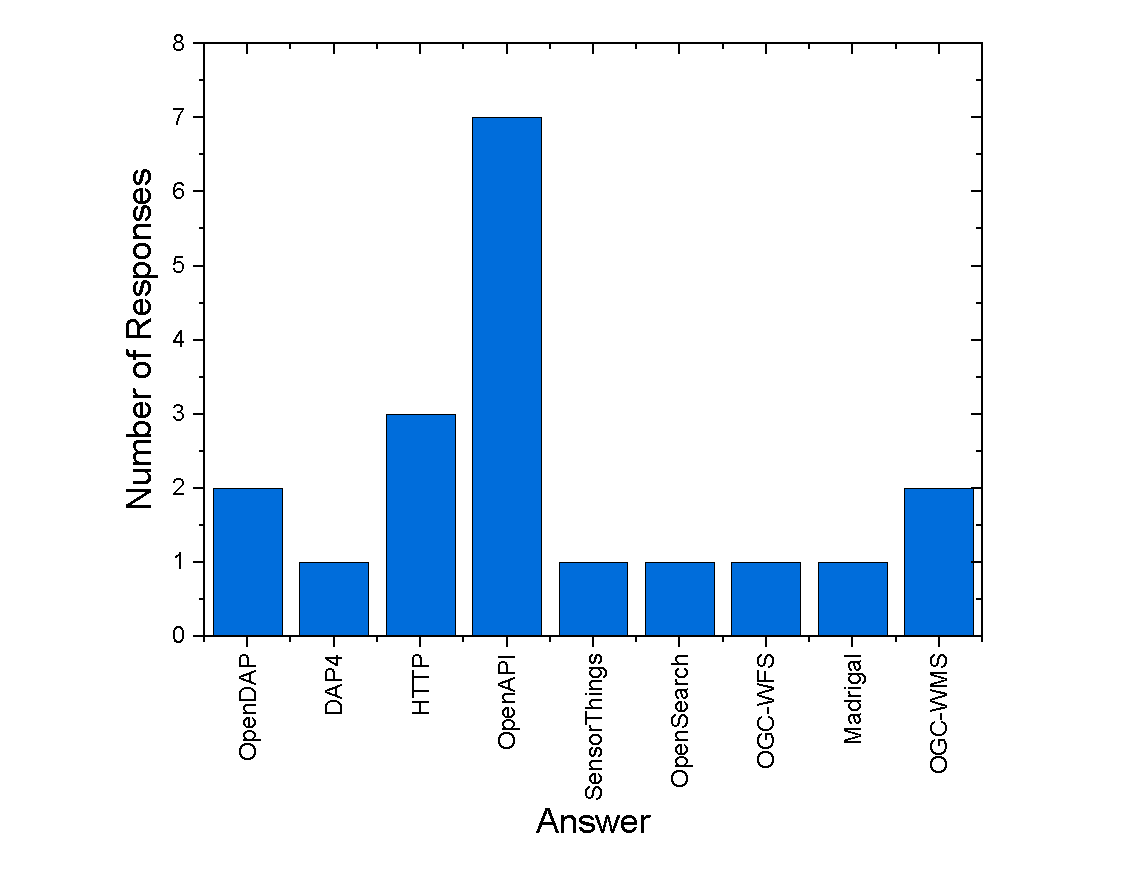 8
7
6
5
4
3
2
1
0
Number of Responses
OpenDAP
DAP4
HTTP
OpenAPI
SensorThings
OpenSearch
OGC-WFS
Madrigal
OGC-WMS
Answer